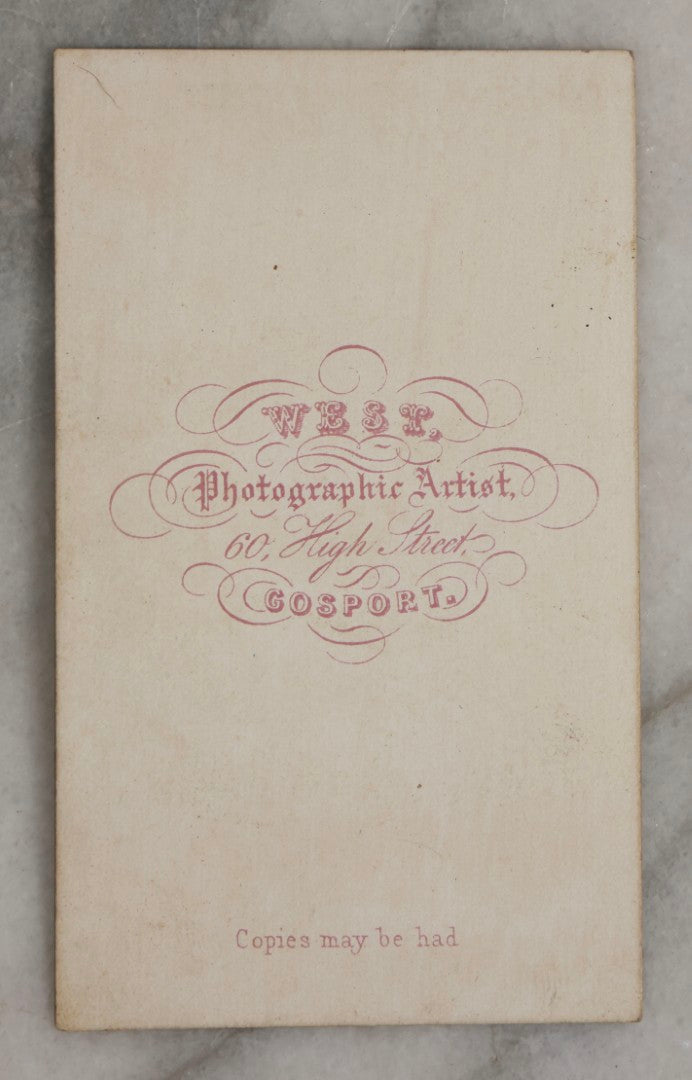 WEST,
Photographic Artist,
60, High Street,
GOSPORT.
Copies may be had